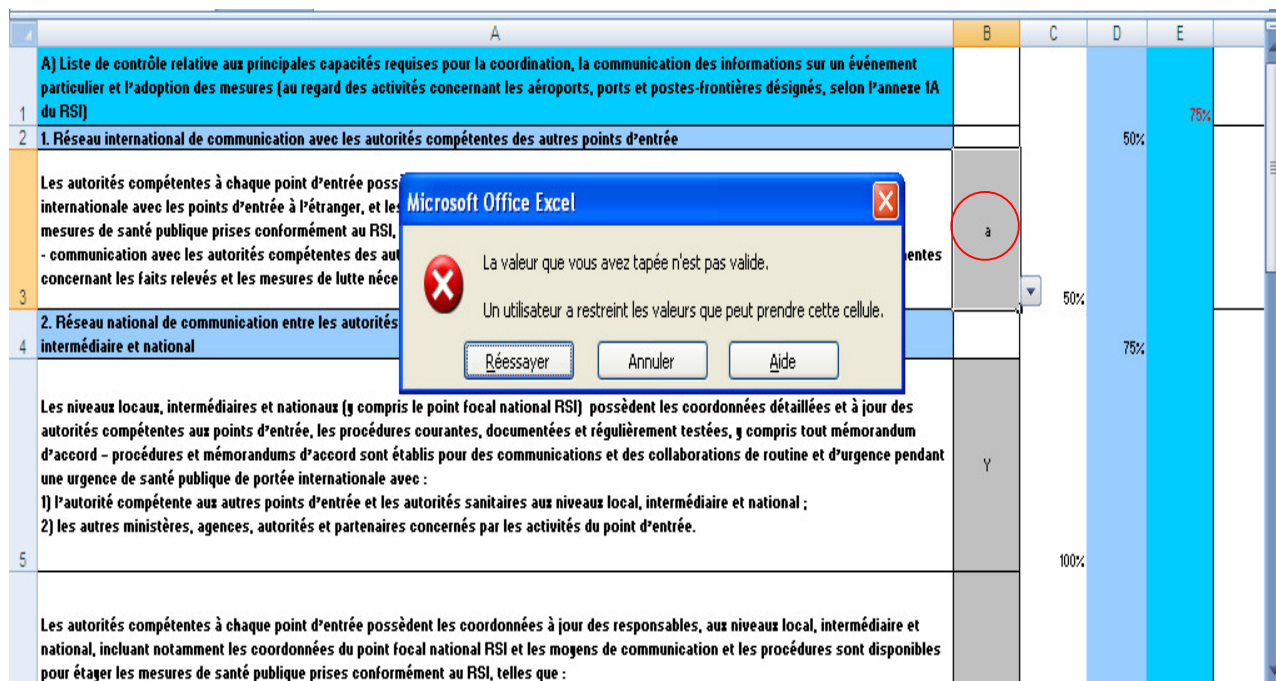 A B C D E
A) Liste de contrôle relative aux principales capacités requises pour la coordination, la communication des informations sur un événement
particulier et l'adoption des mesures (au regard des activités concernant les aéroports, ports et postes-frontières désignés, selon l'annexe 1A
1 du RSI) 75%
2 1. Réseau international de communication avec les autorités compétentes des autres points d'entrée 50%
Les autorités compétentes à chaque point d'entrée
internationale avec les points d'entrée à l'étranger, et
mesures de santé publique prises conformément au RSI,
- communication avec les autorités compétentes des
concernant les faits relevés et les mesures de lutte
a
3 50%
Microsoft Office Excel
La valeur que vous avez tapée n'est pas valide.
Un utilisateur a restreint les valeurs que peut prendre cette cellule.
Réessayer Annuler Aide
2. Réseau national de communication entre les autorités
4 intermédiaire et national 75%
Les niveaux locaux, intermédiaires et nationaux (y compris le point focal national RSI) possèdent les coordonnées détaillées et à jour des
autorités compétentes aux points d'entrée, les procédures courantes, documentées et régulièrement testées, y compris tout mémorandum
d'accord – procédures et mémorandums d'accord sont établis pour des communications et des collaborations de routine et d'urgence pendant
une urgence de santé publique de portée internationale avec :
1) l'autorité compétente aux autres points d'entrée et les autorités sanitaires aux niveaux local, intermédiaire et national ;
2) les autres ministères, agences, autorités et partenaires concernés par les activités du point d'entrée.
Y
5 100%
Les autorités compétentes à chaque point d'entrée possèdent les coordonnées à jour des responsables, aux niveaux local, intermédiaire et
national, incluant notamment les coordonnées du point focal national RSI et les moyens de communication et les procédures sont disponibles
pour étayer les mesures de santé publique prises conformément au RSI, telles que :